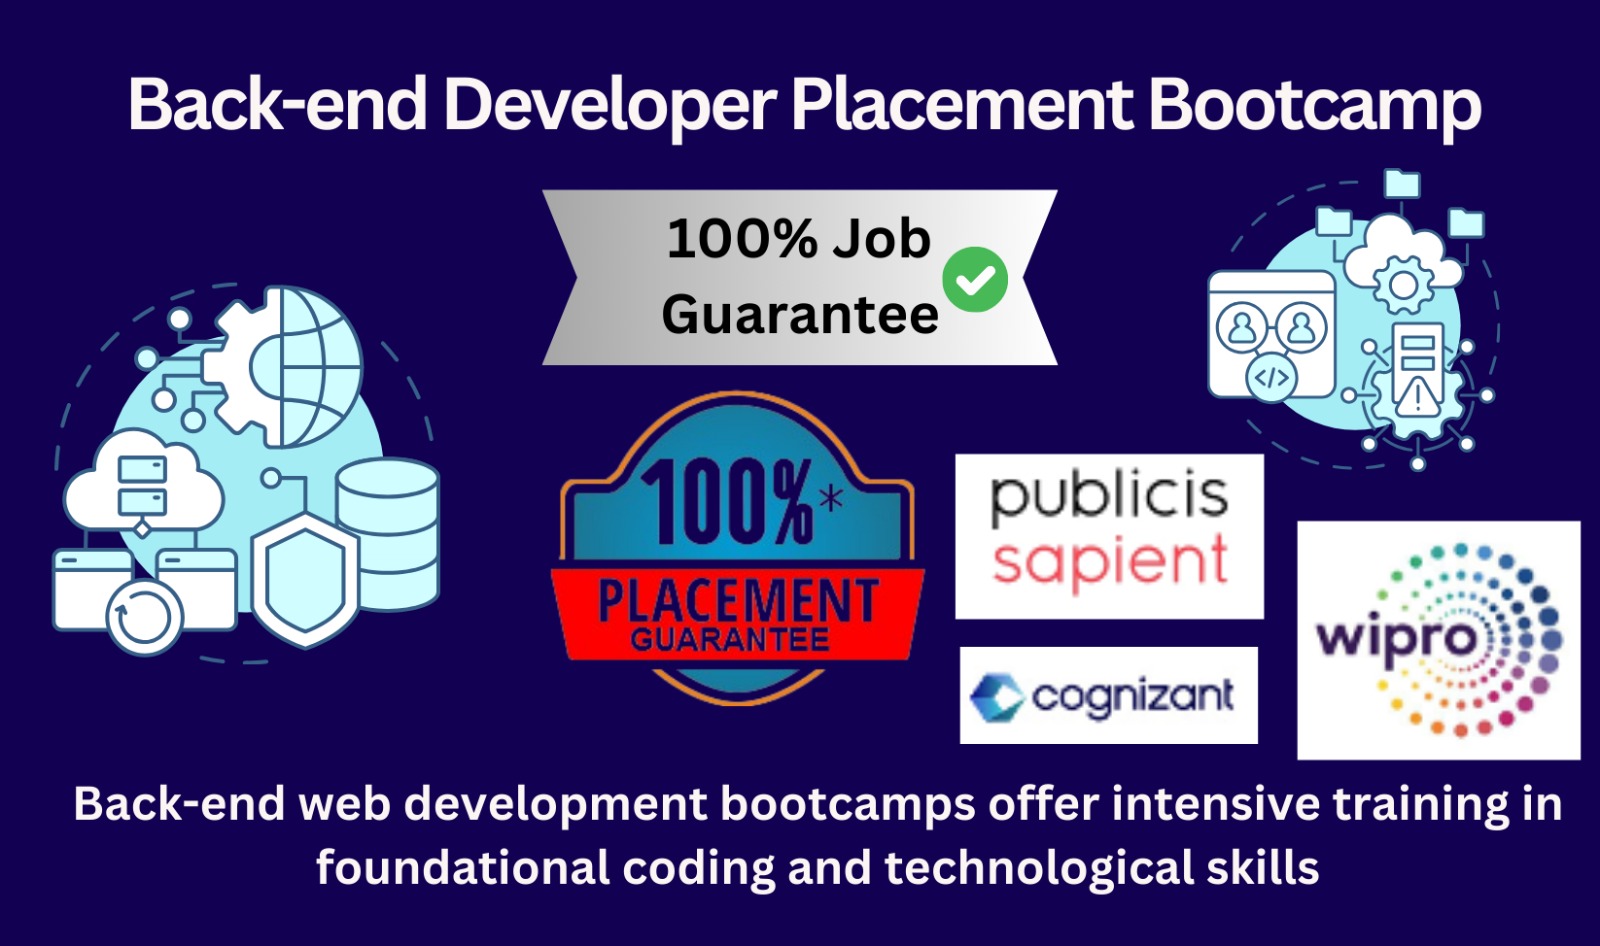 Back-end Developer Placement Bootcamp
100% Job
Guarantee
100%*
PLACEMENT
GUARANTEE
publicis
sapient
cognizant
wipro
</>
Back-end web development bootcamps offer intensive training in
foundational coding and technological skills